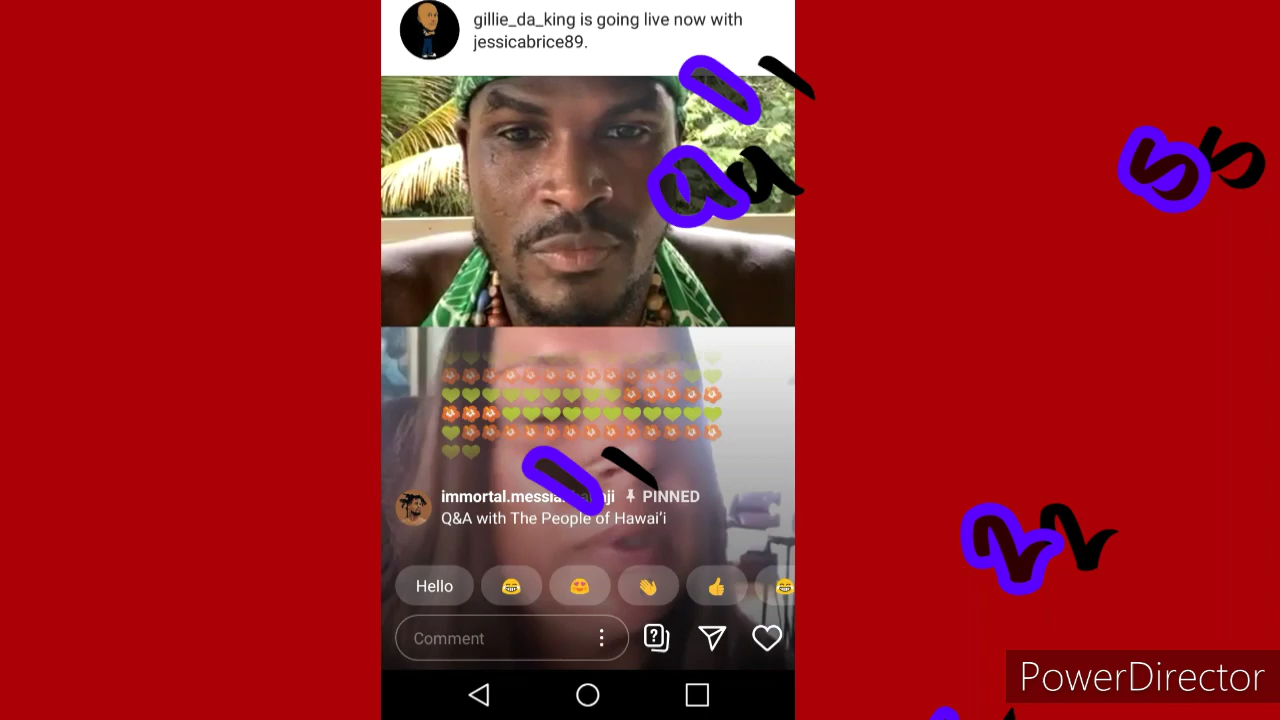 gillie_da_king is going live now with
jessicabrice89.
PINNED
Q&A with The People of Hawai‘i
Hello
Comment
PowerDirector